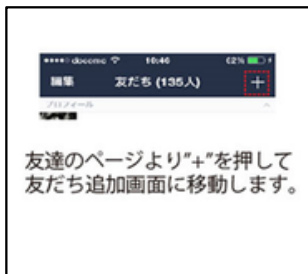 docomo 10:46 62%
編集 友だち (135人) +
プロフィール
友達のページより"+"を押して
友だち追加画面に移動します。